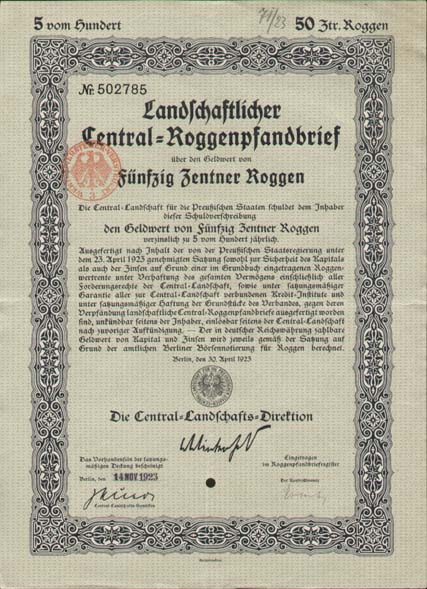 5 vom Hundert
71/23
50 Ztr. Roggen
No 502785
Landschaftlicher
Central=Roggenpfandbrief
über den Geldwert von
Fünfzig Zentner Roggen
Die Central-Landschaft für die Preußischen Staaten schuldet dem Inhaber
dieser Schuldverschreibung
den Geldwert von Fünfzig Zentner Roggen
verzinslich zu 5 vom Hundert jährlich.
Ausgefertigt nach Inhalt der von der Preußischen Staatsregierung unter
dem 23. April 1923 genehmigten Satzung sowohl zur Sicherheit des Kapitals
als auch der Zinsen auf Grund einer im Grundbuch eingetragenen Roggen-
wertrente unter Verhaftung des gesamten Vermögens einschließlich aller
Forderungsrechte der Central-Landschaft, sowie unter satzungsmäßiger
Garantie aller zur Central-Landschaft verbundenen Kredit-Institute und
unter satzungsmäßiger Haftung der Grundstücke des Verbandes, gegen deren
Verpfändung landschaftliche Central-Roggenpfandbriefe ausgefertigt worden
sind, unkündbar seitens der Inhaber, einlösbar seitens der Central-Landschaft
nach zuvoriger Aufkündigung. — Der in deutscher Reichswährung zahlbare
Geldwert von Kapital und Zinsen wird jeweils gemäß der Satzung auf
Grund der amtlichen Berliner Börsennotierung für Roggen berechnet.
Berlin, den 30. April 1923
Die Central-Landschafts-Direktion
Das Vorhandensein der satzungs-
mäßigen Deckung bescheinigt
Berlin, den 14 NOV. 1923
Central-Landschafts-Syndikus
Eingetragen
im Roggenpfandbriefregister